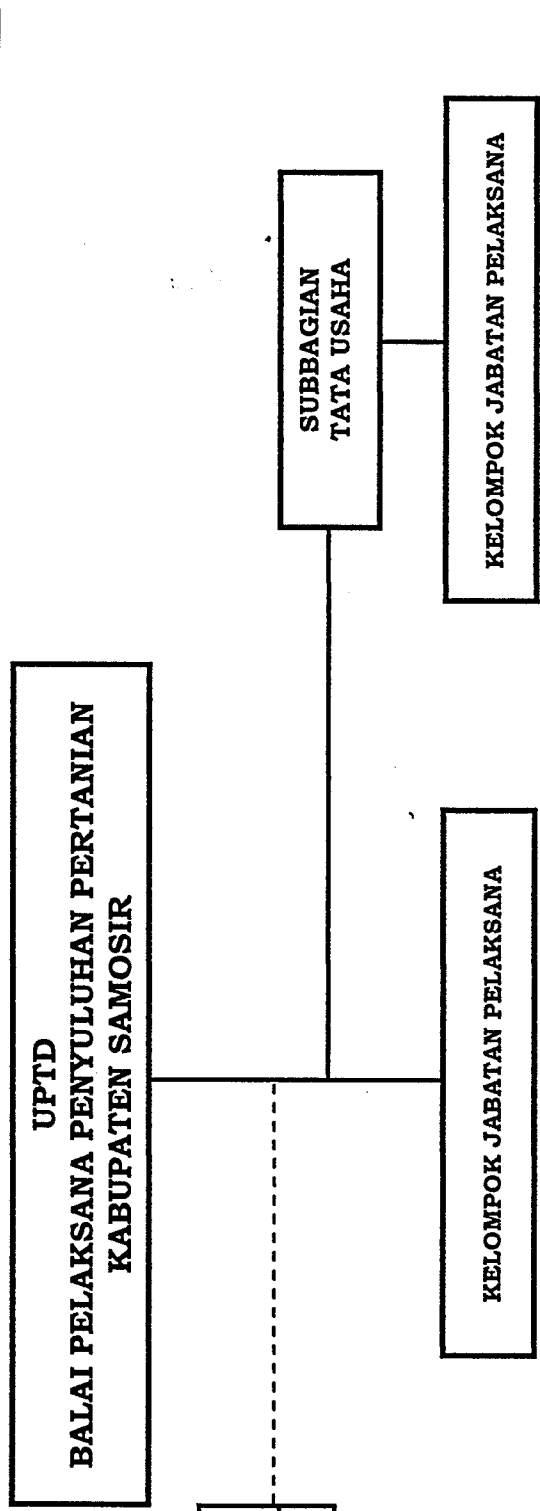 UPTD
BALAI PELAKSANA PENYULUHAN PERTANIAN
KABUPATEN SAMOSIR
SUBBAGIAN
TATA USAHA
KELOMPOK JABATAN PELAKSANA
KELOMPOK JABATAN PELAKSANA